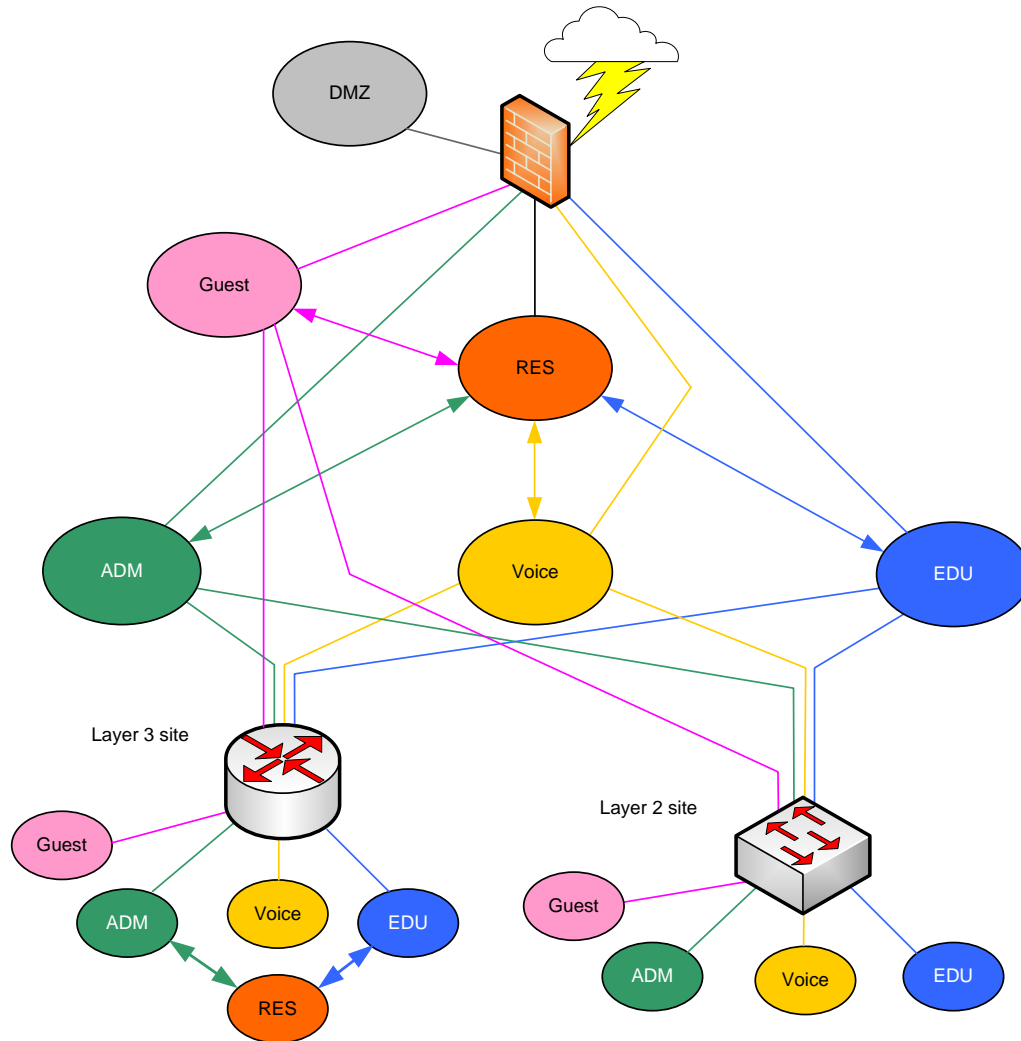 DMZ
Guest
RES
ADM
Voice
EDU
Layer 3 site
Layer 2 site
Guest
ADM
Voice
EDU
RES
Guest
ADM
Voice
EDU